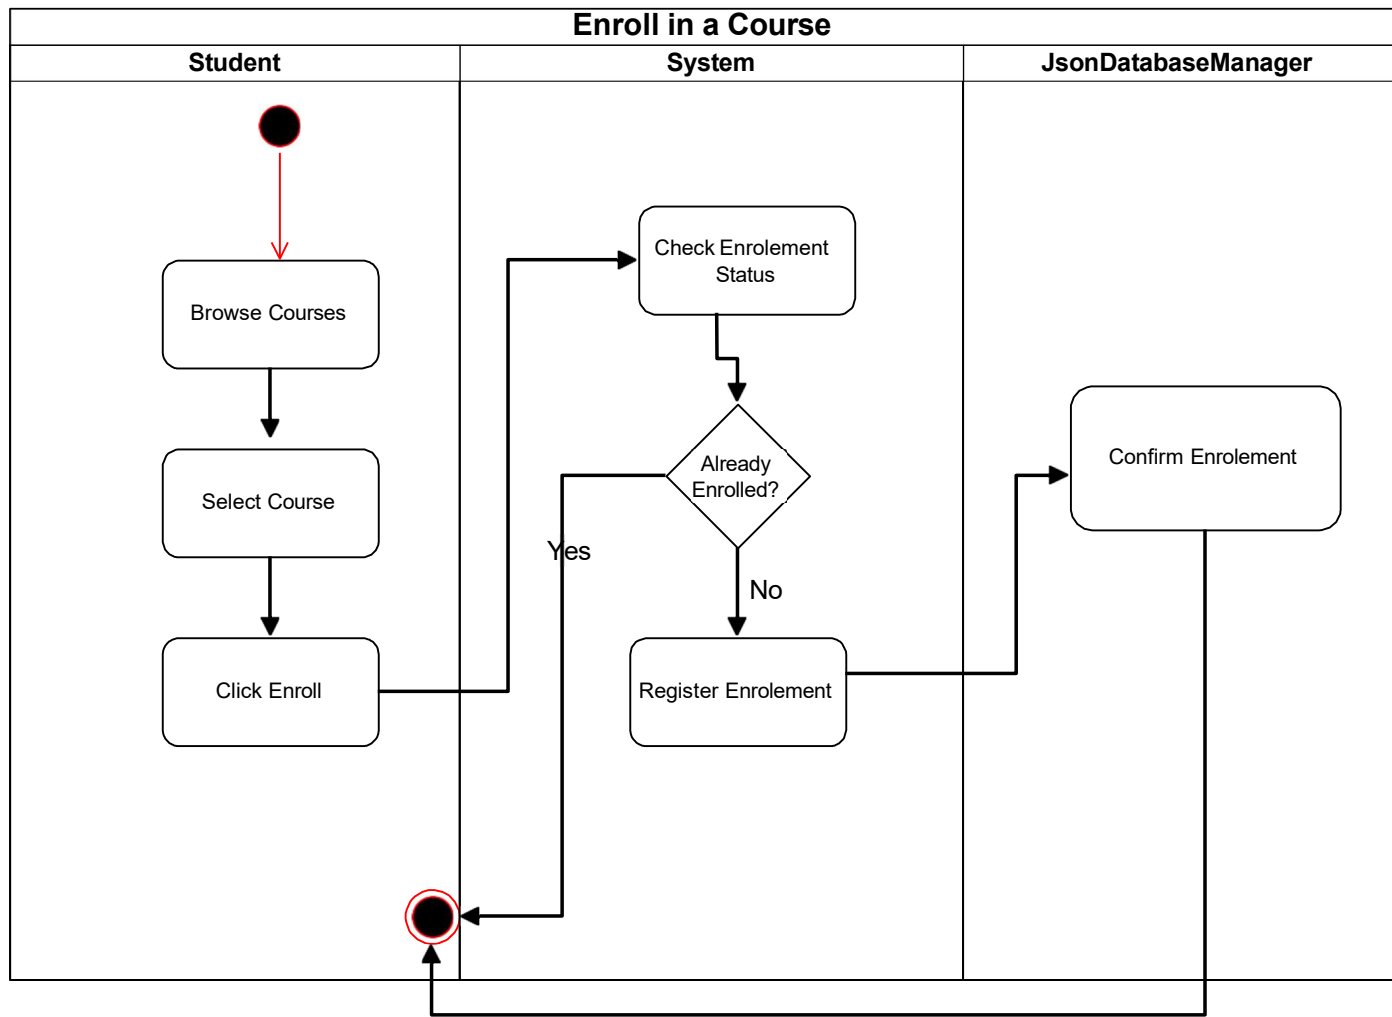 Enroll in a Course
Student
System
JsonDatabaseManager
Browse Courses
Select Course
Click Enroll
Check Enrolement
Status
Already
Enrolled?
Yes
No
Register Enrolement
Confirm Enrolement